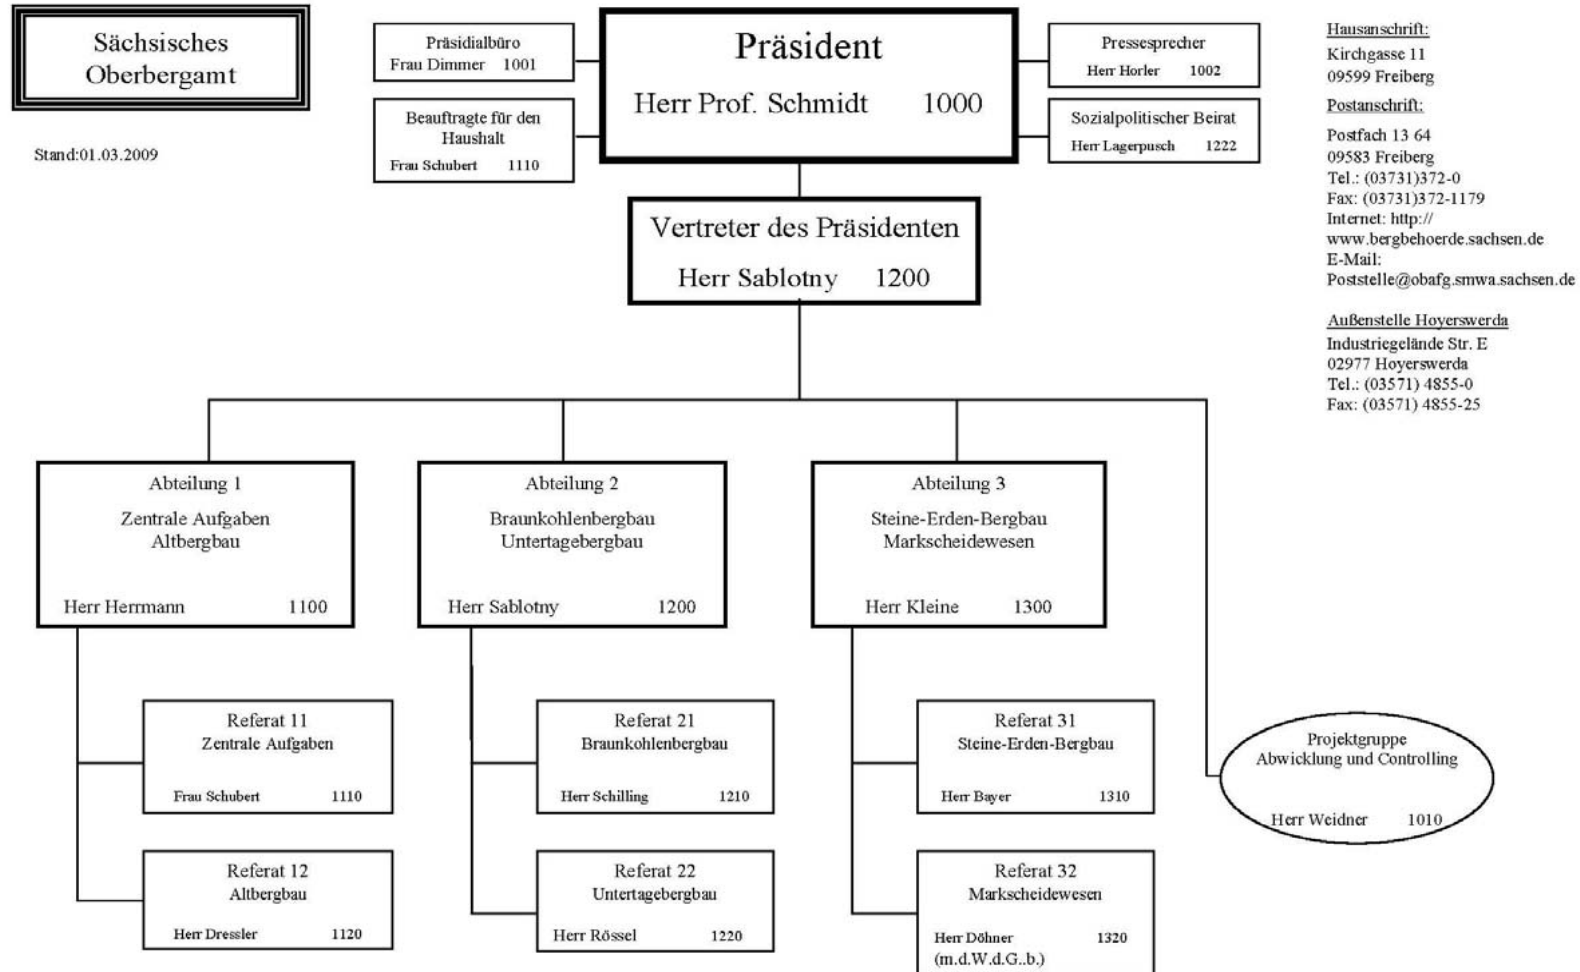 Sächsisches
Oberbergamt
Stand:01.03.2009
Präsidialbüro
Frau Dimmer 1001
Beauftragte für den
Haushalt
Frau Schubert 1110
Präsident
Herr Prof. Schmidt 1000
Pressesprecher
Herr Horler 1002
Sozialpolitischer Beirat
Herr Lagerpusch 1222
Vertreter des Präsidenten
Herr Sablotny 1200
Hausanschrift:
Kirchgasse 11
09599 Freiberg
Postanschrift:
Postfach 13 64
09583 Freiberg
Tel.: (03731)372-0
Fax: (03731)372-1179
Internet: http://
www.bergbehoerde.sachsen.de
E-Mail:
Poststelle@obafg.smwa.sachsen.de
Außenstelle Hoyerswerda
Industriegelände Str. E
02977 Hoyerswerda
Tel.: (03571) 4855-0
Fax: (03571) 4855-25
Abteilung 1
Zentrale Aufgaben
Altbergbau
Herr Herrmann 1100
Abteilung 2
Braunkohlenbergbau
Untertagebergbau
Herr Sablotny 1200
Abteilung 3
Steine-Erden-Bergbau
Markscheidewesen
Herr Kleine 1300
Referat 11
Zentrale Aufgaben
Frau Schubert 1110
Referat 21
Braunkohlenbergbau
Herr Schilling 1210
Referat 31
Steine-Erden-Bergbau
Herr Bayer 1310
Projektgruppe
Abwicklung und Controlling
Herr Weidner 1010
Referat 12
Altbergbau
Herr Dressler 1120
Referat 22
Untertagebergbau
Herr Rössel 1220
Referat 32
Markscheidewesen
Herr Döhner 1320
(m.d.W.d.G..b.)